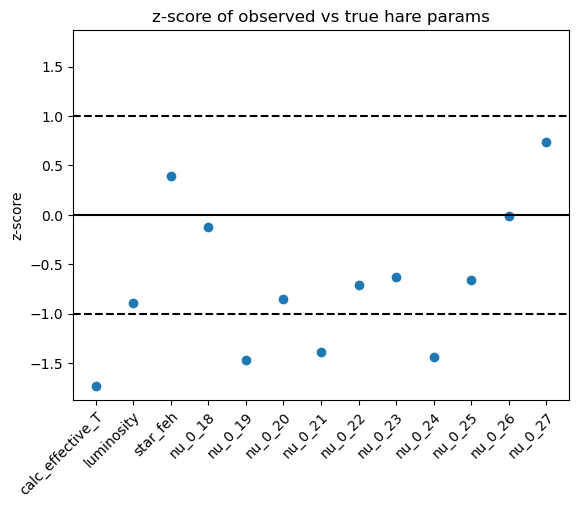 z-score of observed vs true hare params
z-score
1.5
1.0
0.5
0.0
−0.5
−1.0
−1.5
calc_effective_T
luminosity
star_feh
nu_0_18
nu_0_19
nu_0_20
nu_0_21
nu_0_22
nu_0_23
nu_0_24
nu_0_25
nu_0_26
nu_0_27